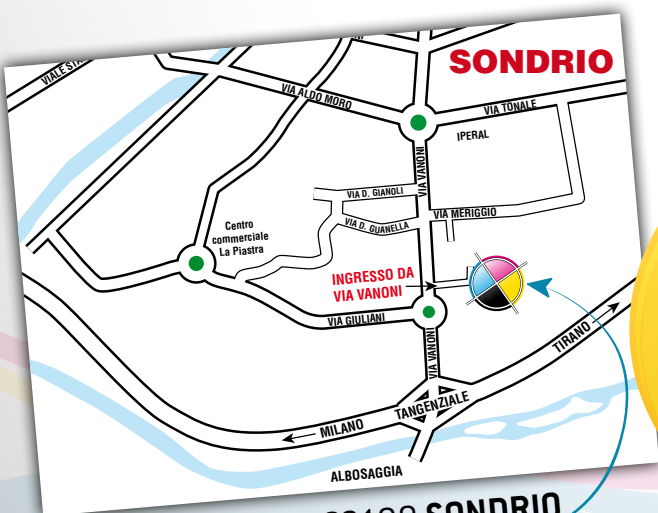 SONDRIO
VIALE
VIA ALDO MORO
VIA TONALE
IPERAL
VIA VANONI
VIA D. GIANOLI
VIA MERIGGIO
VIA D. GUANELLA
Centro
commerciale
La Piastra
INGRESSO DA
VIA VANONI
VIA GIULIANI
VIA VANONI
TIRANO
TANGENZIALE
MILANO
ALBOSAGGIA
SONDRIO